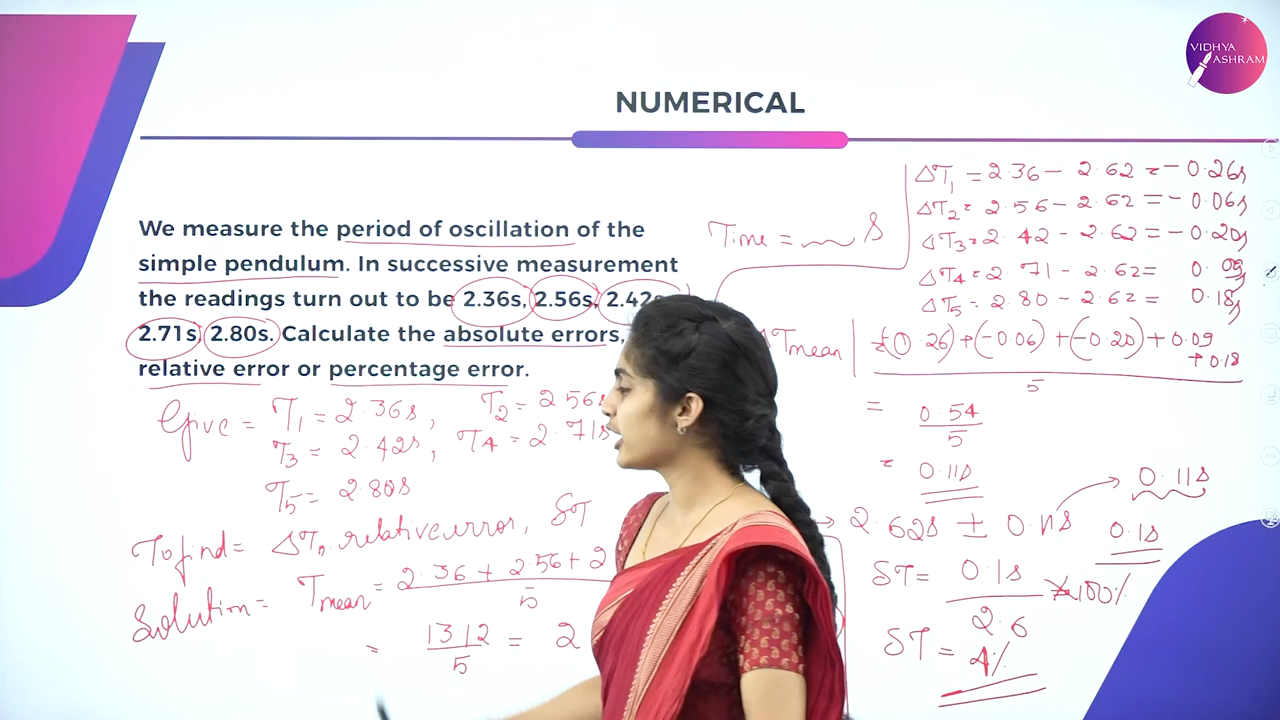 VIDHYA
ASHRAM
NUMERICAL
We measure the period of oscillation of the
simple pendulum. In successive measurement
the readings turn out to be 2.36s, 2.56s, 2.42s
2.71s, 2.80s. Calculate the absolute errors,
relative error or percentage error.
Give = T1 = 2.36s, T2 = 2.56s
T3 = 2.42s, T4 = 2.71s
T5 = 2.80s
To find = ΔT, relative error, δT
Solution = Tmean = 2.36 + 2.56 + 2
5
= 13.12 / 5 = 2
Time = S
ΔT1 = 2.36 - 2.62 = - 0.26s
ΔT2 = 2.56 - 2.62 = - 0.06s
ΔT3 = 2.42 - 2.62 = - 0.20s
ΔT4 = 2.71 - 2.62 = 0.09s
ΔT5 = 2.80 - 2.62 = 0.18s
Tmean 0.26) + (-0.06) + (-0.20) + 0.09
+ 0.18
5
= 0.54
5
= 0.11s
2.62s ± 0.11s 0.11s
0.1s
δT = 0.1s × 100%
2.6
δT = 4%